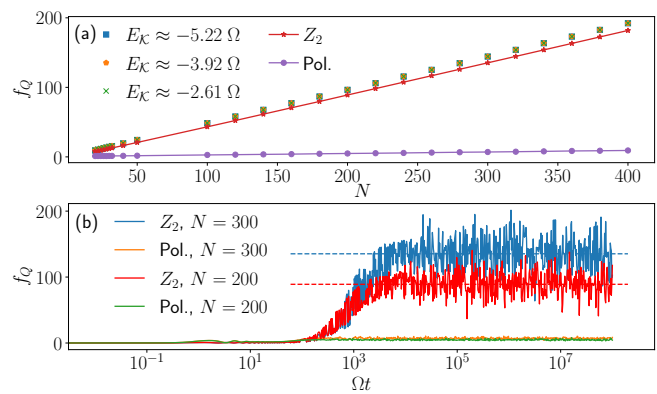 200
100
0
f_Q
(a)
E_𝒦 ≈ −5.22 Ω
E_𝒦 ≈ −3.92 Ω
E_𝒦 ≈ −2.61 Ω
Z_2
Pol.
50 100 150 200 250 300 350 400
N
200
100
0
f_Q
(b)
Z_2, N = 300
Pol., N = 300
Z_2, N = 200
Pol., N = 200
10^{−1} 10^1 10^3 10^5 10^7
Ωt